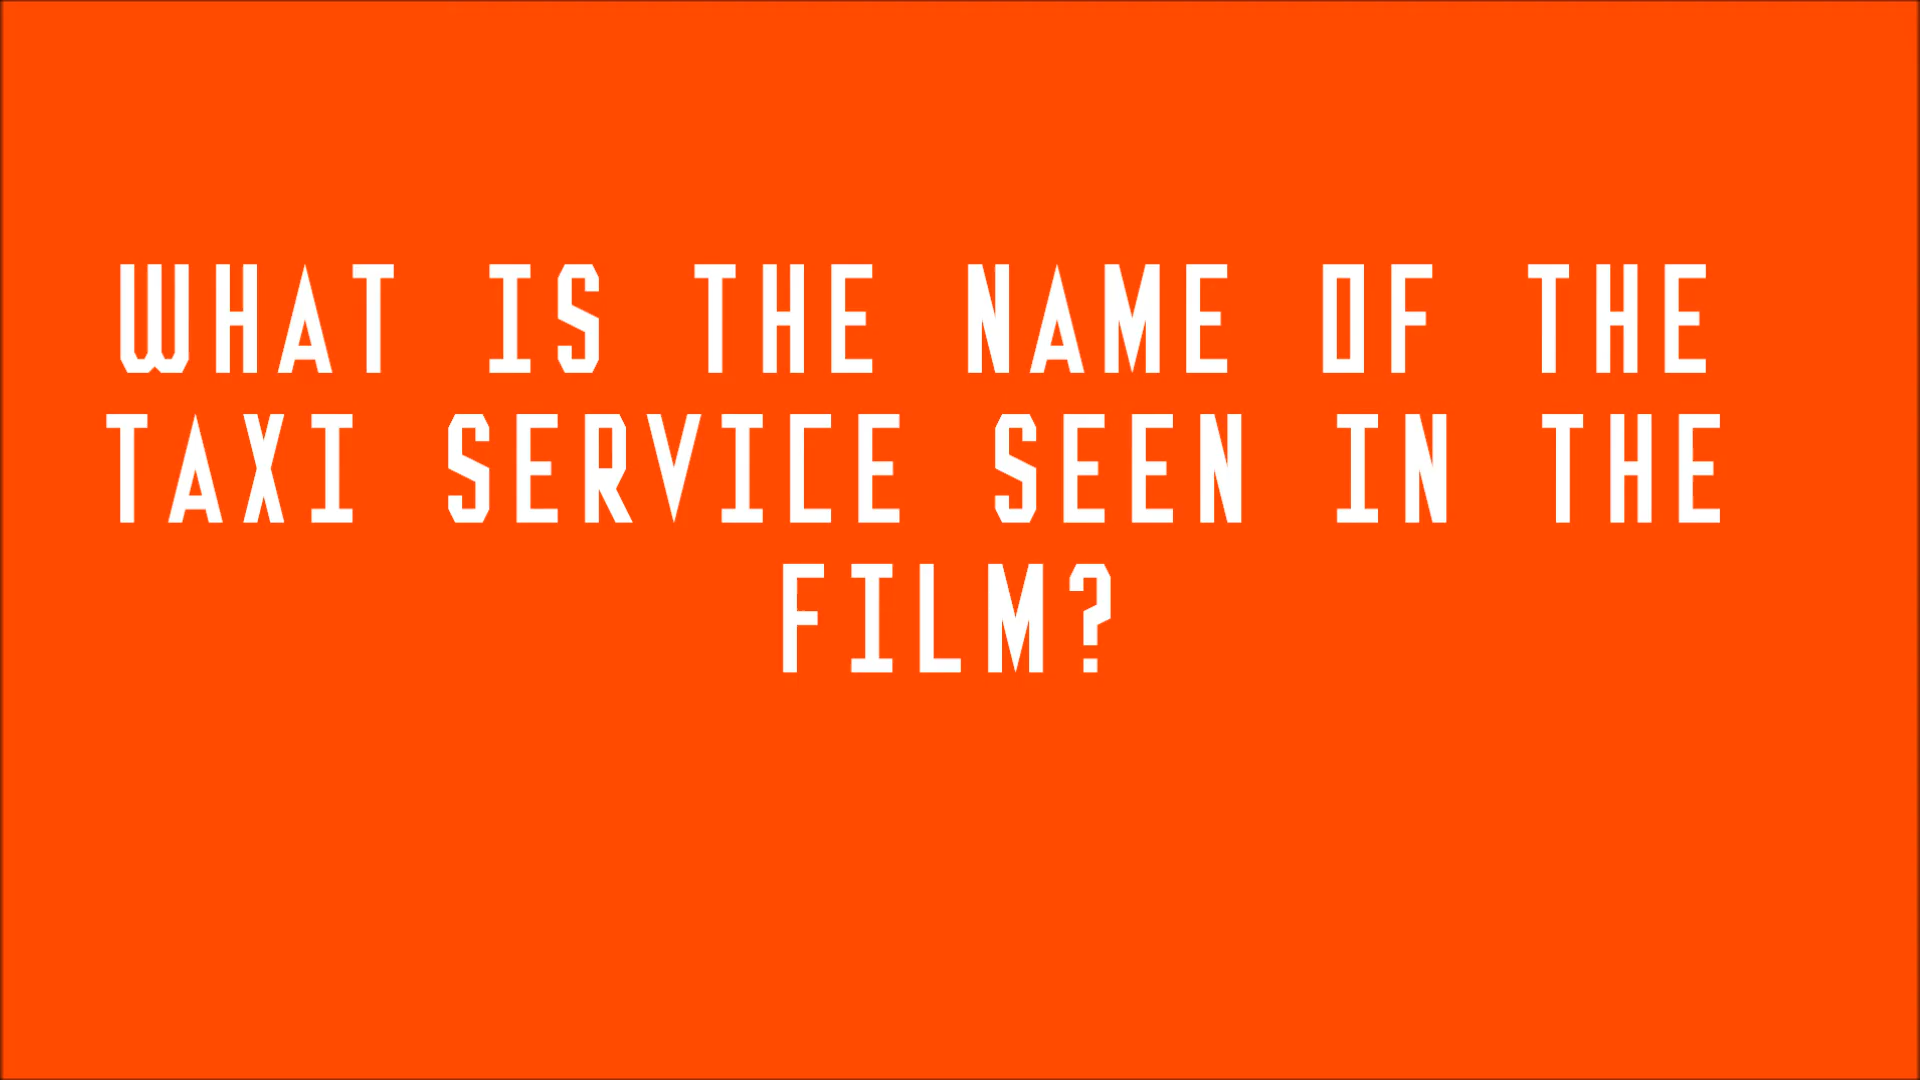 WHAT IS THE NAME OF THE
TAXI SERVICE SEEN IN THE
FILM?